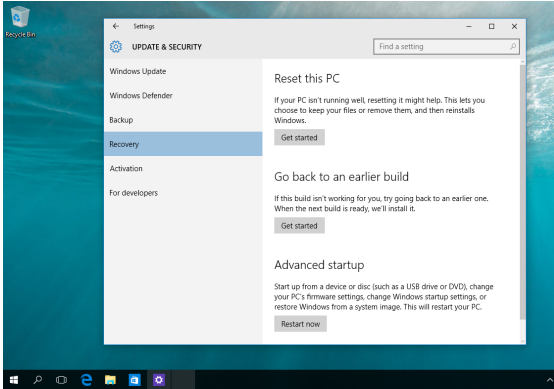 Recycle Bin
Settings
UPDATE & SECURITY
Find a setting
Windows Update
Windows Defender
Backup
Recovery
Activation
For developers
Reset this PC
If your PC isn't running well, resetting it might help. This lets you
choose to keep your files or remove them, and then reinstalls
Windows.
Get started
Go back to an earlier build
If this build isn't working for you, try going back to an earlier one.
When the next build is ready, we'll install it.
Get started
Advanced startup
Start up from a device or disc (such as a USB drive or DVD), change
your PC's firmware settings, change Windows startup settings, or
restore Windows from a system image. This will restart your PC.
Restart now